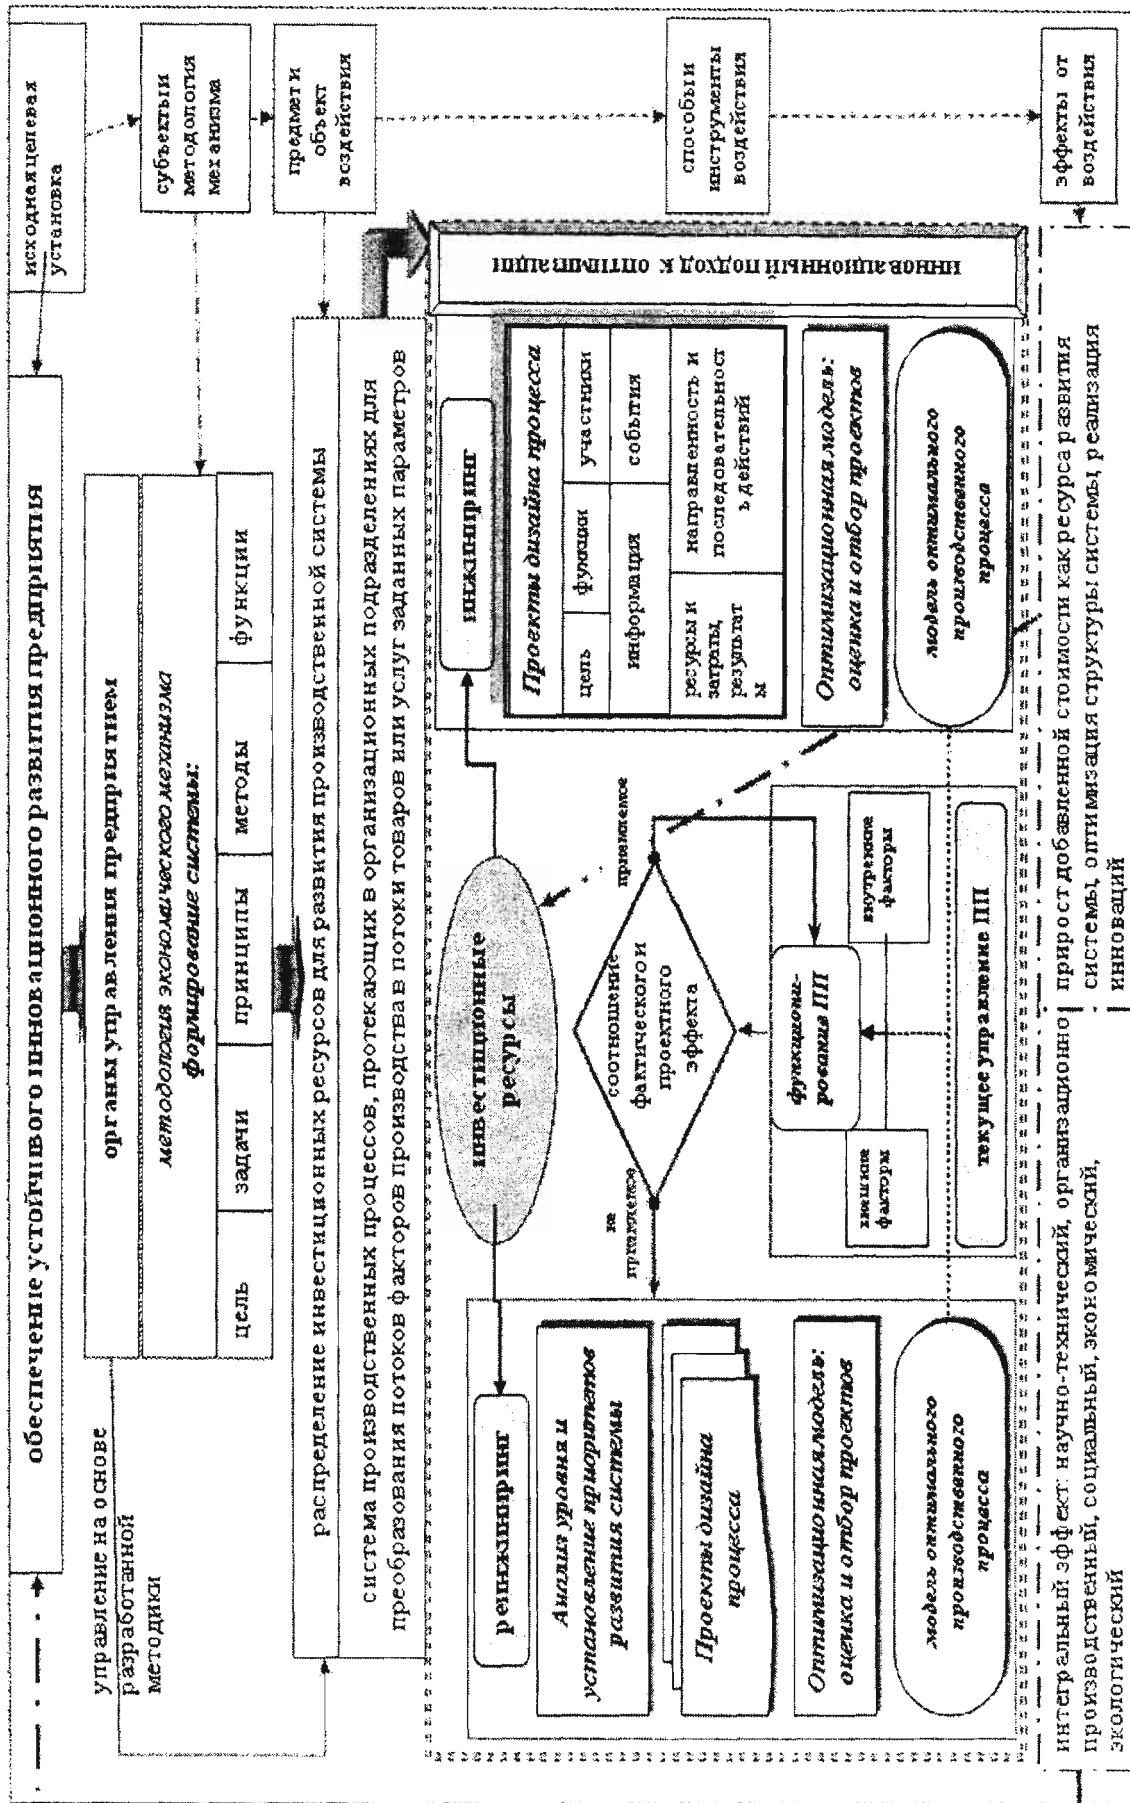 обеспечение устойчивого инновационного развития предприятия
исходная целевая
установка
управление на основе
разработанной
методики
органы управления предприятием
методология экономического механизма
формирование системы:
цель
задачи
принципы
методы
функции
субъекты и
методология
механизма
распределение инвестиционных ресурсов для развития производственной системы
система производственных процессов, протекающих в организационных подразделениях для
преобразования потоков факторов производства в потоки товаров или услуг заданных параметров
предмет и
объект
воздействия
реинжиниринг
Анализ уровня и
установление приоритетов
развития системы
Проекты дизайна
процесса
Оптимизационная модель:
оценка и отбор проектов
модель оптимального
производственного
процесса
инвестиционные
ресурсы
соотношение
фактического и
проектного
эффекта
не
приемлемое
приемлемое
функциони-
рование ПП
внешние
факторы
внутренние
факторы
текущее управление ПП
инжиниринг
Проекты дизайна процесса
цель
функции
участники
информация
события
ресурсы и
затраты,
результат
ы
направленность и
последовательност
ь действий
Оптимизационная модель:
оценка и отбор проектов
модель оптимального
производственного
процесса
инновационный подход к оптимизации
способы и
инструменты
воздействия
интегральный эффект: научно-технический, организационно
производственный, социальный, экономический,
экологический
прирост добавленной стоимости как ресурса развития
системы, оптимизация структуры системы, реализация
инноваций
эффекты от
воздействия